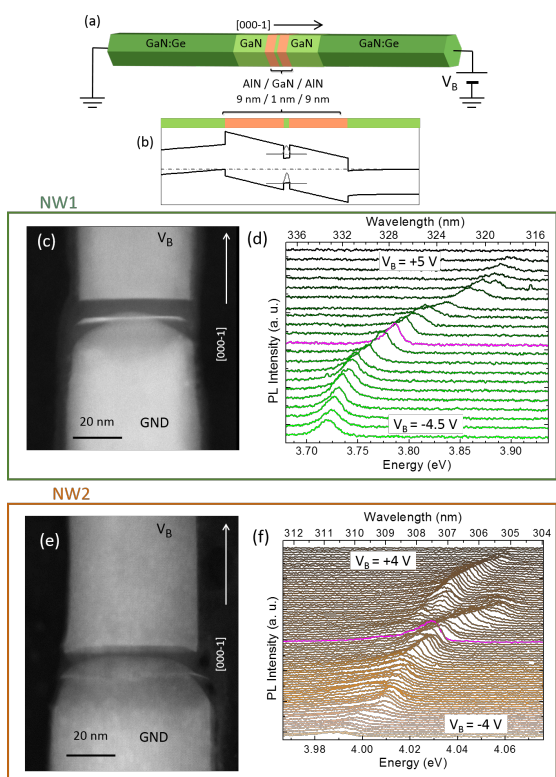 (a)
[000-1]
GaN:Ge
GaN
GaN
GaN:Ge
V_B
AlN / GaN / AlN
9 nm / 1 nm / 9 nm
(b)
NW1
(c)
V_B
[000-1]
20 nm
GND
(d)
Wavelength (nm)
336 332 328 324 320 316
V_B = +5 V
PL Intensity (a. u.)
V_B = -4.5 V
3.70 3.75 3.80 3.85 3.90
Energy (eV)
NW2
(e)
V_B
[000-1]
20 nm
GND
(f)
Wavelength (nm)
312 311 310 309 308 307 306 305 304
V_B = +4 V
PL Intensity (a. u.)
V_B = -4 V
3.98 4.00 4.02 4.04 4.06
Energy (eV)